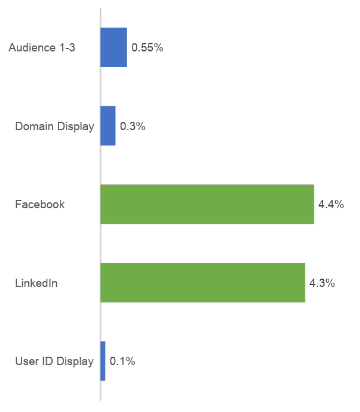 Audience 1-3 0.55%
Domain Display 0.3%
Facebook 4.4%
LinkedIn 4.3%
User ID Display 0.1%